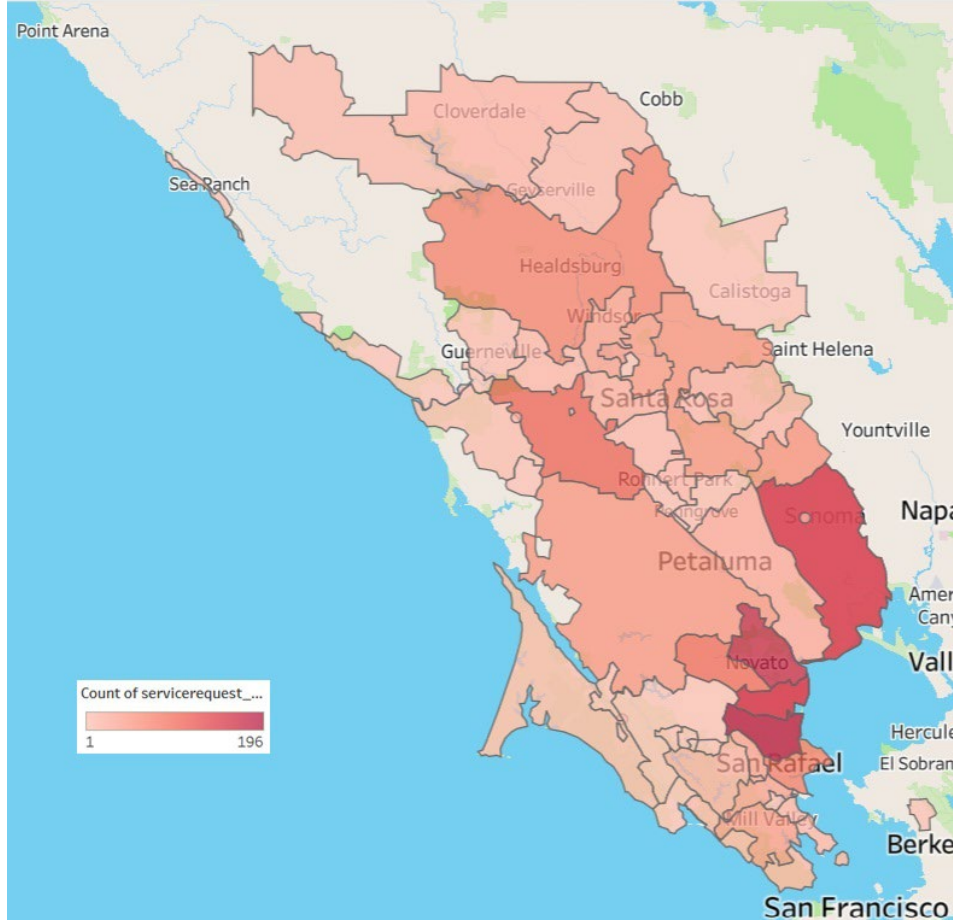 Point Arena
Cobb
Cloverdale
Sea Ranch
Geyserville
Healdsburg
Calistoga
Windsor
Guerneville
Saint Helena
Santa Rosa
Yountville
Rohnert Park
Penngrove
Sonoma
Napa
Petaluma
Amer
Cany
Novato
Vall
Count of servicerequest_...
1
196
Hercule
San Rafael
El Sobran
Mill Valley
Berke
San Francisco